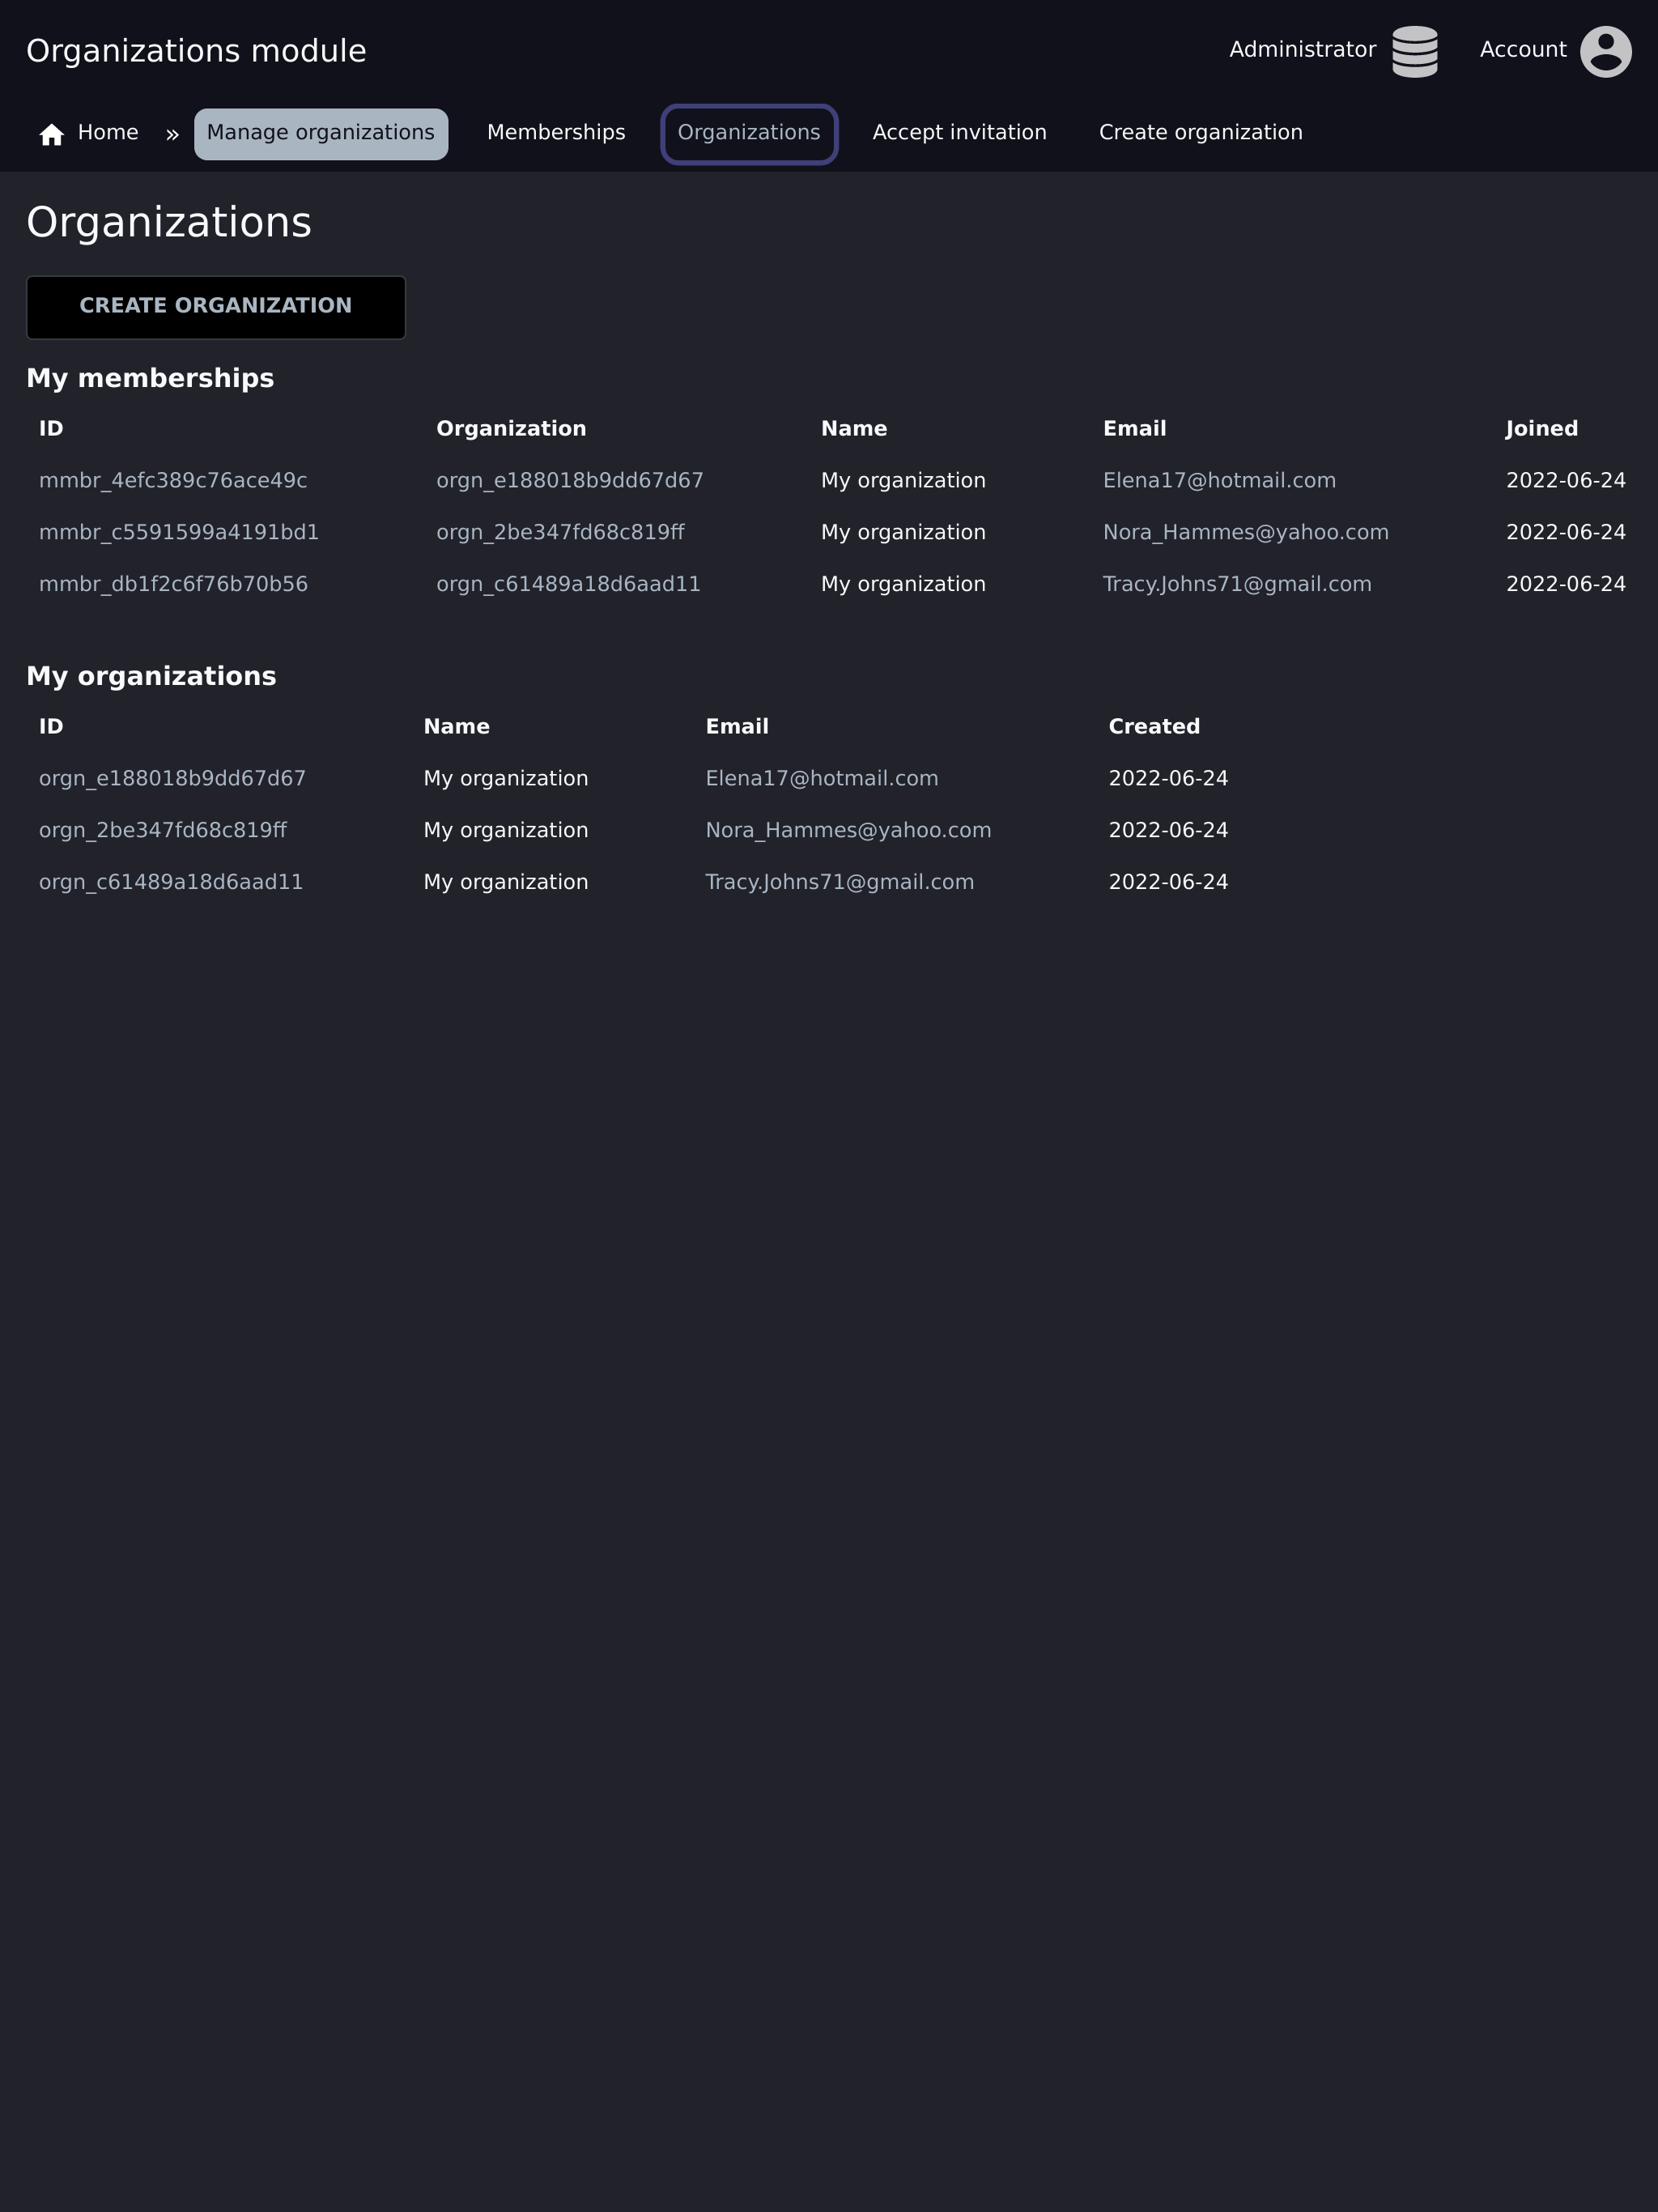 Organizations module
Administrator
Account
Home » Manage organizations Memberships Organizations Accept invitation Create organization
Organizations
CREATE ORGANIZATION
My memberships
ID Organization Name Email Joined
mmbr_4efc389c76ace49c orgn_e188018b9dd67d67 My organization Elena17@hotmail.com 2022-06-24
mmbr_c5591599a4191bd1 orgn_2be347fd68c819ff My organization Nora_Hammes@yahoo.com 2022-06-24
mmbr_db1f2c6f76b70b56 orgn_c61489a18d6aad11 My organization Tracy.Johns71@gmail.com 2022-06-24
My organizations
ID Name Email Created
orgn_e188018b9dd67d67 My organization Elena17@hotmail.com 2022-06-24
orgn_2be347fd68c819ff My organization Nora_Hammes@yahoo.com 2022-06-24
orgn_c61489a18d6aad11 My organization Tracy.Johns71@gmail.com 2022-06-24